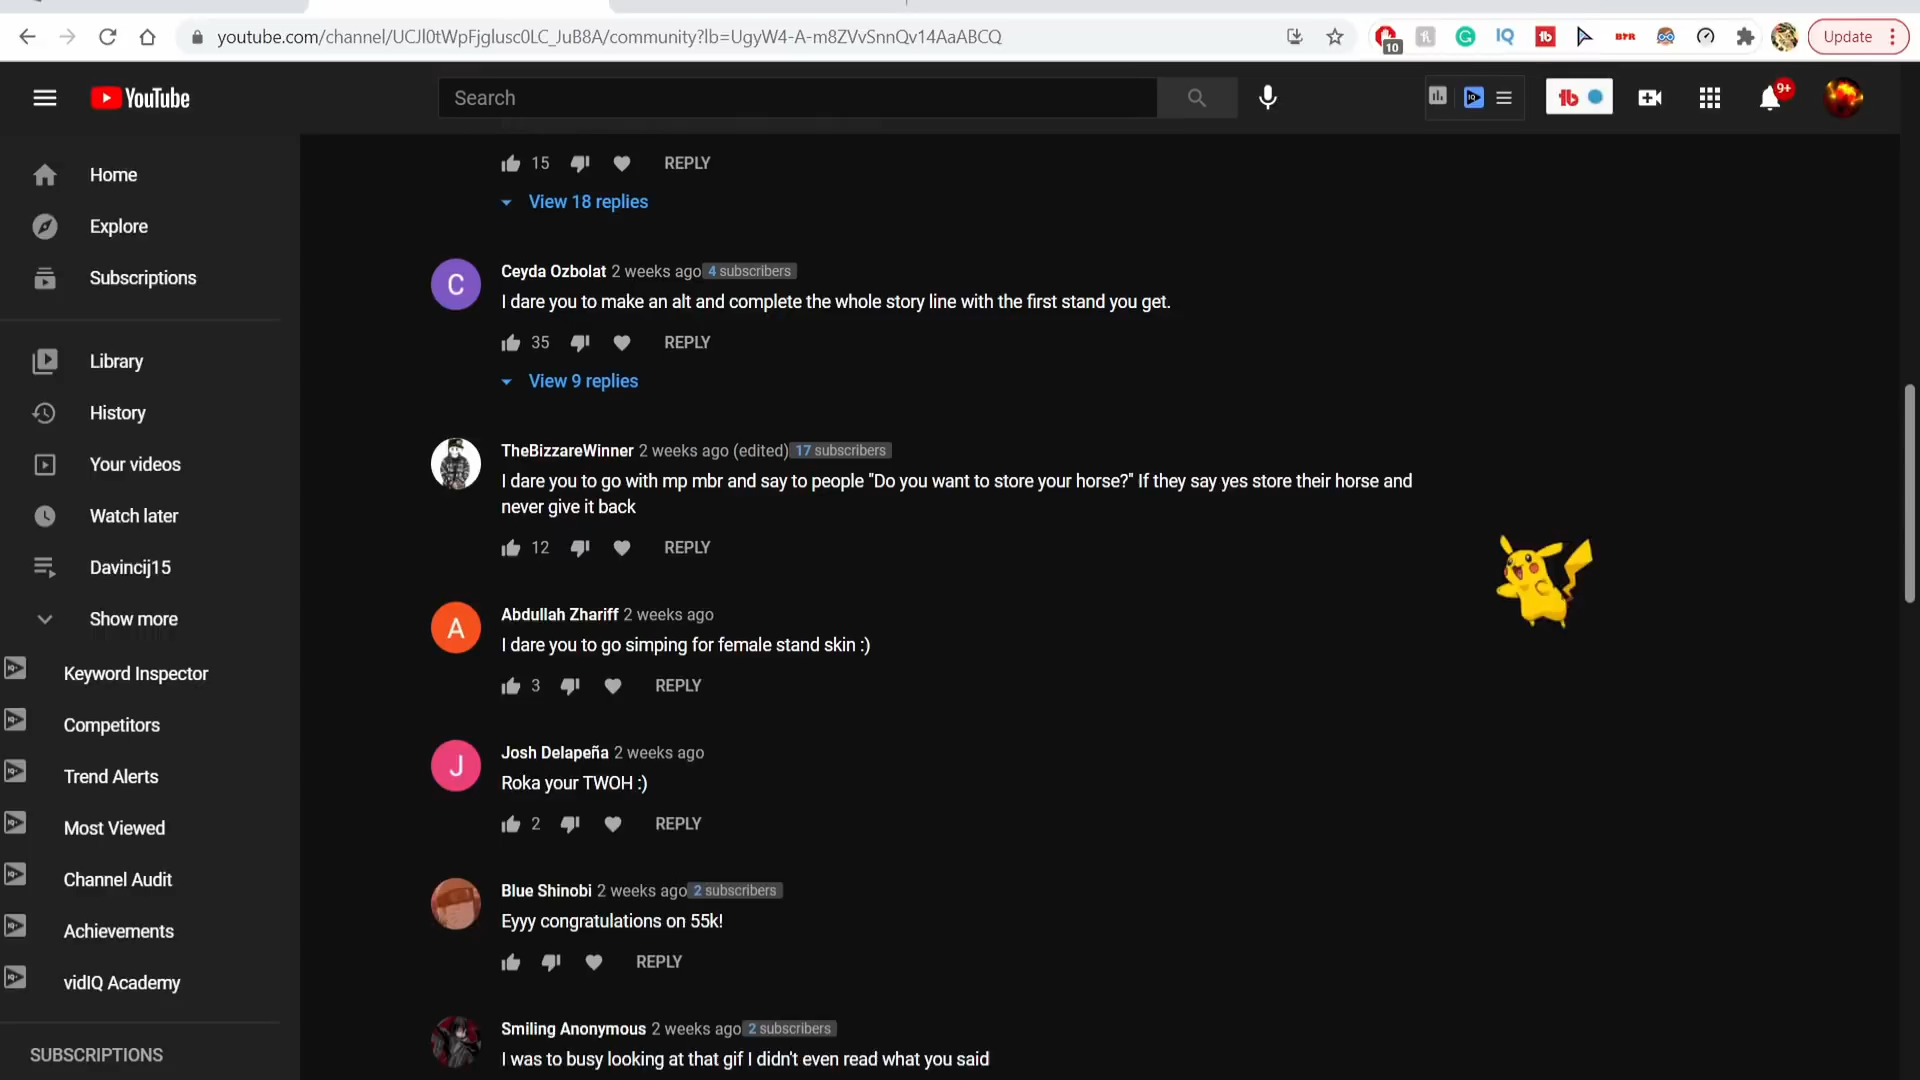 youtube.com/channel/UCJl0tWpFjglusc0LC_JuB8A/community?lb=UgyW4-A-m8ZVvSnnQv14AaABCQ
10
IQ
tb
Update
YouTube
Search
tb
9+
Home
Explore
Subscriptions
Library
History
Your videos
Watch later
Davincij15
Show more
Keyword Inspector
Competitors
Trend Alerts
Most Viewed
Channel Audit
Achievements
vidIQ Academy
SUBSCRIPTIONS
15 REPLY
View 18 replies
C
Ceyda Ozbolat 2 weeks ago 4 subscribers
I dare you to make an alt and complete the whole story line with the first stand you get.
35 REPLY
View 9 replies
TheBizzareWinner 2 weeks ago (edited) 17 subscribers
I dare you to go with mp mbr and say to people "Do you want to store your horse?" If they say yes store their horse and
never give it back
12 REPLY
A
Abdullah Zhariff 2 weeks ago
I dare you to go simping for female stand skin :)
3 REPLY
J
Josh Delapeña 2 weeks ago
Roka your TWOH :)
2 REPLY
Blue Shinobi 2 weeks ago 2 subscribers
Eyyy congratulations on 55k!
REPLY
Smiling Anonymous 2 weeks ago 2 subscribers
I was to busy looking at that gif I didn't even read what you said